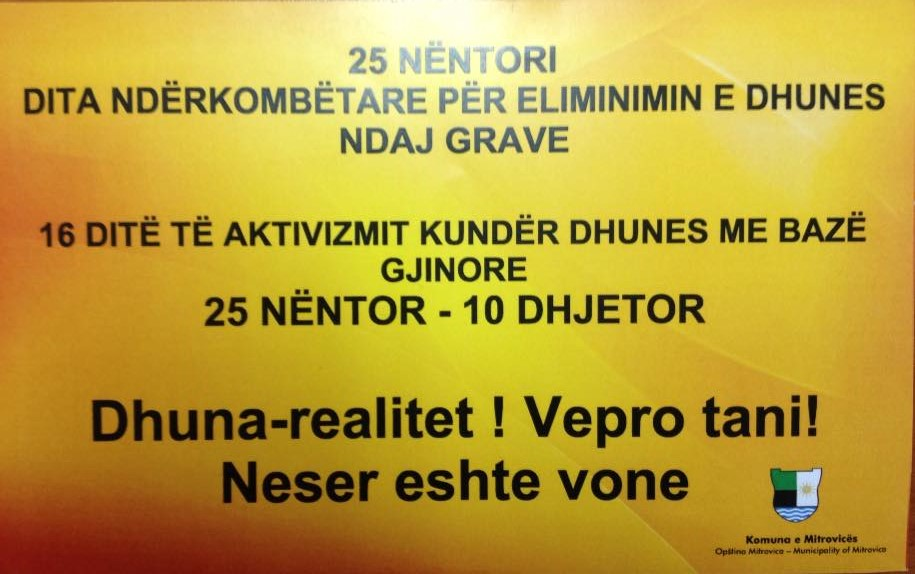 25 NËNTORI
DITA NDËRKOMBËTARE PËR ELIMINIMIN E DHUNES
NDAJ GRAVE
16 DITË TË AKTIVIZMIT KUNDËR DHUNES ME BAZË
GJINORE
25 NËNTOR - 10 DHJETOR
Dhuna-realitet ! Vepro tani!
Neser eshte vone
Komuna e Mitrovicës
Opština Mitrovica – Municipality of Mitrovica